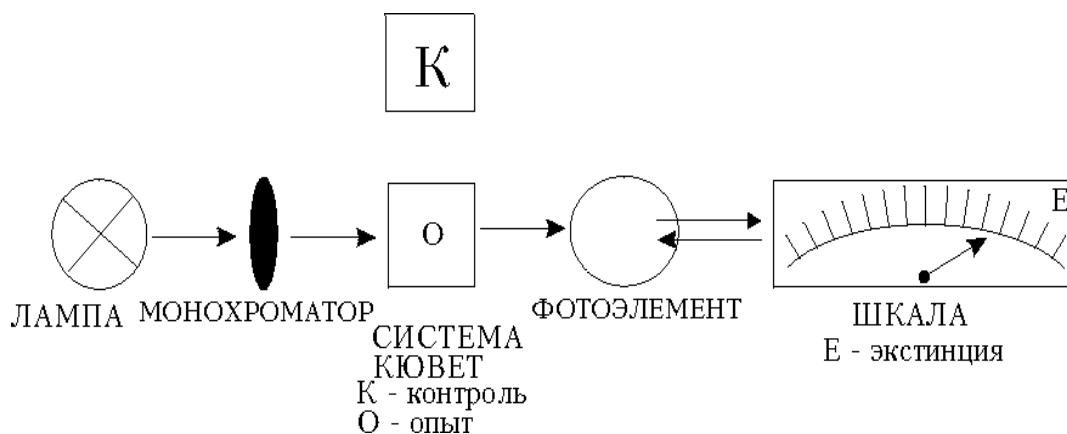 К
О
E
ЛАМПА
МОНОХРОМАТОР
СИСТЕМА
КЮВЕТ
К - контроль
О - опыт
ФОТОЭЛЕМЕНТ
ШКАЛА
Е - экстинция